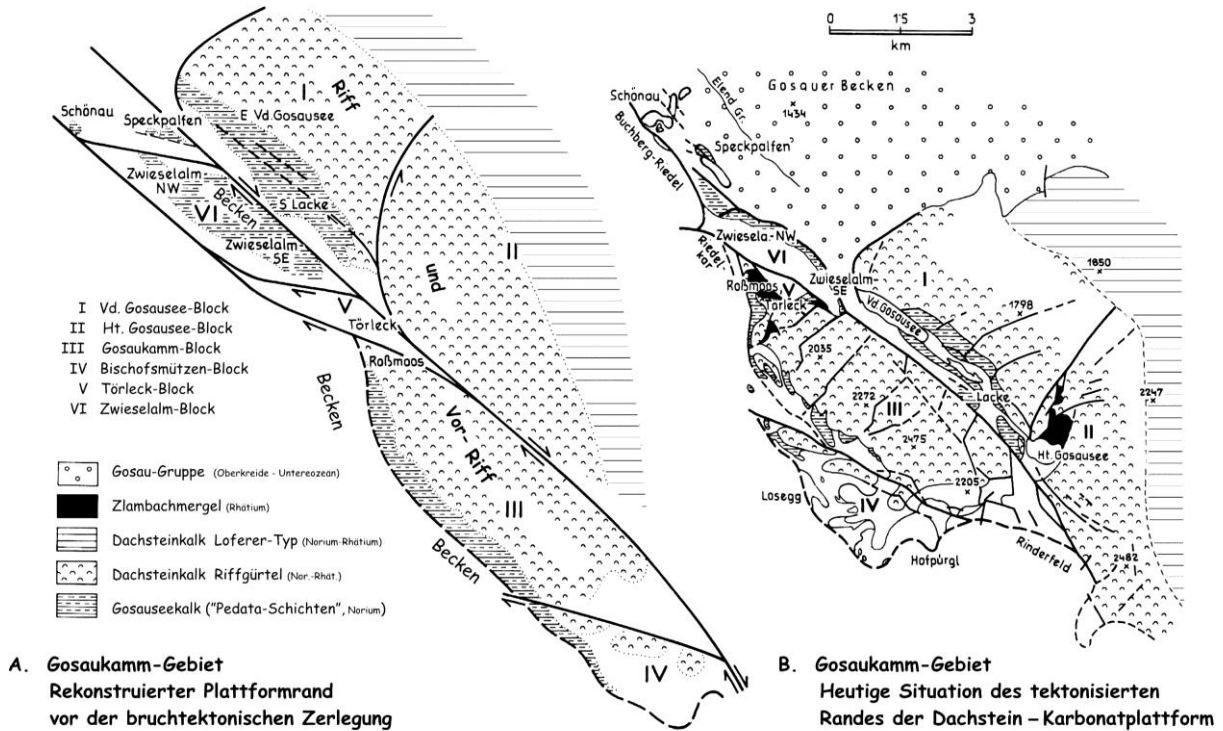 Schönau
Speckpalfen
Zwieselalm
NW
VI
Becken
Zwieselalm-
SE
I
Riff
E Vd. Gosausee
S Lacke
II
und
V
Törleck
Roßmoos
Becken
Vor-Riff
III
Becken
IV
I Vd. Gosausee-Block
II Ht. Gosausee-Block
III Gosaukamm-Block
IV Bischofsmützen-Block
V Törleck-Block
VI Zwieselalm-Block
Gosau-Gruppe (Oberkreide - Untereozean)
Zlambachmergel (Rhätium)
Dachsteinkalk Loferer-Typ (Norium-Rhätium)
Dachsteinkalk Riffgürtel (Nor.-Rhät.)
Gosauseekalk ("Pedata-Schichten", Norium)
A. Gosaukamm-Gebiet
Rekonstruierter Plattformrand
vor der bruchtektonischen Zerlegung
0 1'5 3
km
Gosauer Becken
1434
Elend Gr.
Schönau
Buchberg-Riedel
Speckpalfen
Zwiesela.-NW
VI
Riedel
kar
Zwieselalm
SE
Roßmoos
V
Törleck
I
1850
Vd. Gosausee
1798
2035
2272
III
2475
Lacke
2247
II
Ht. Gosausee
2205
Losegg
IV
Hofpürgl
Rinderfeld
2482
B. Gosaukamm-Gebiet
Heutige Situation des tektonisierten
Randes der Dachstein – Karbonatplattform